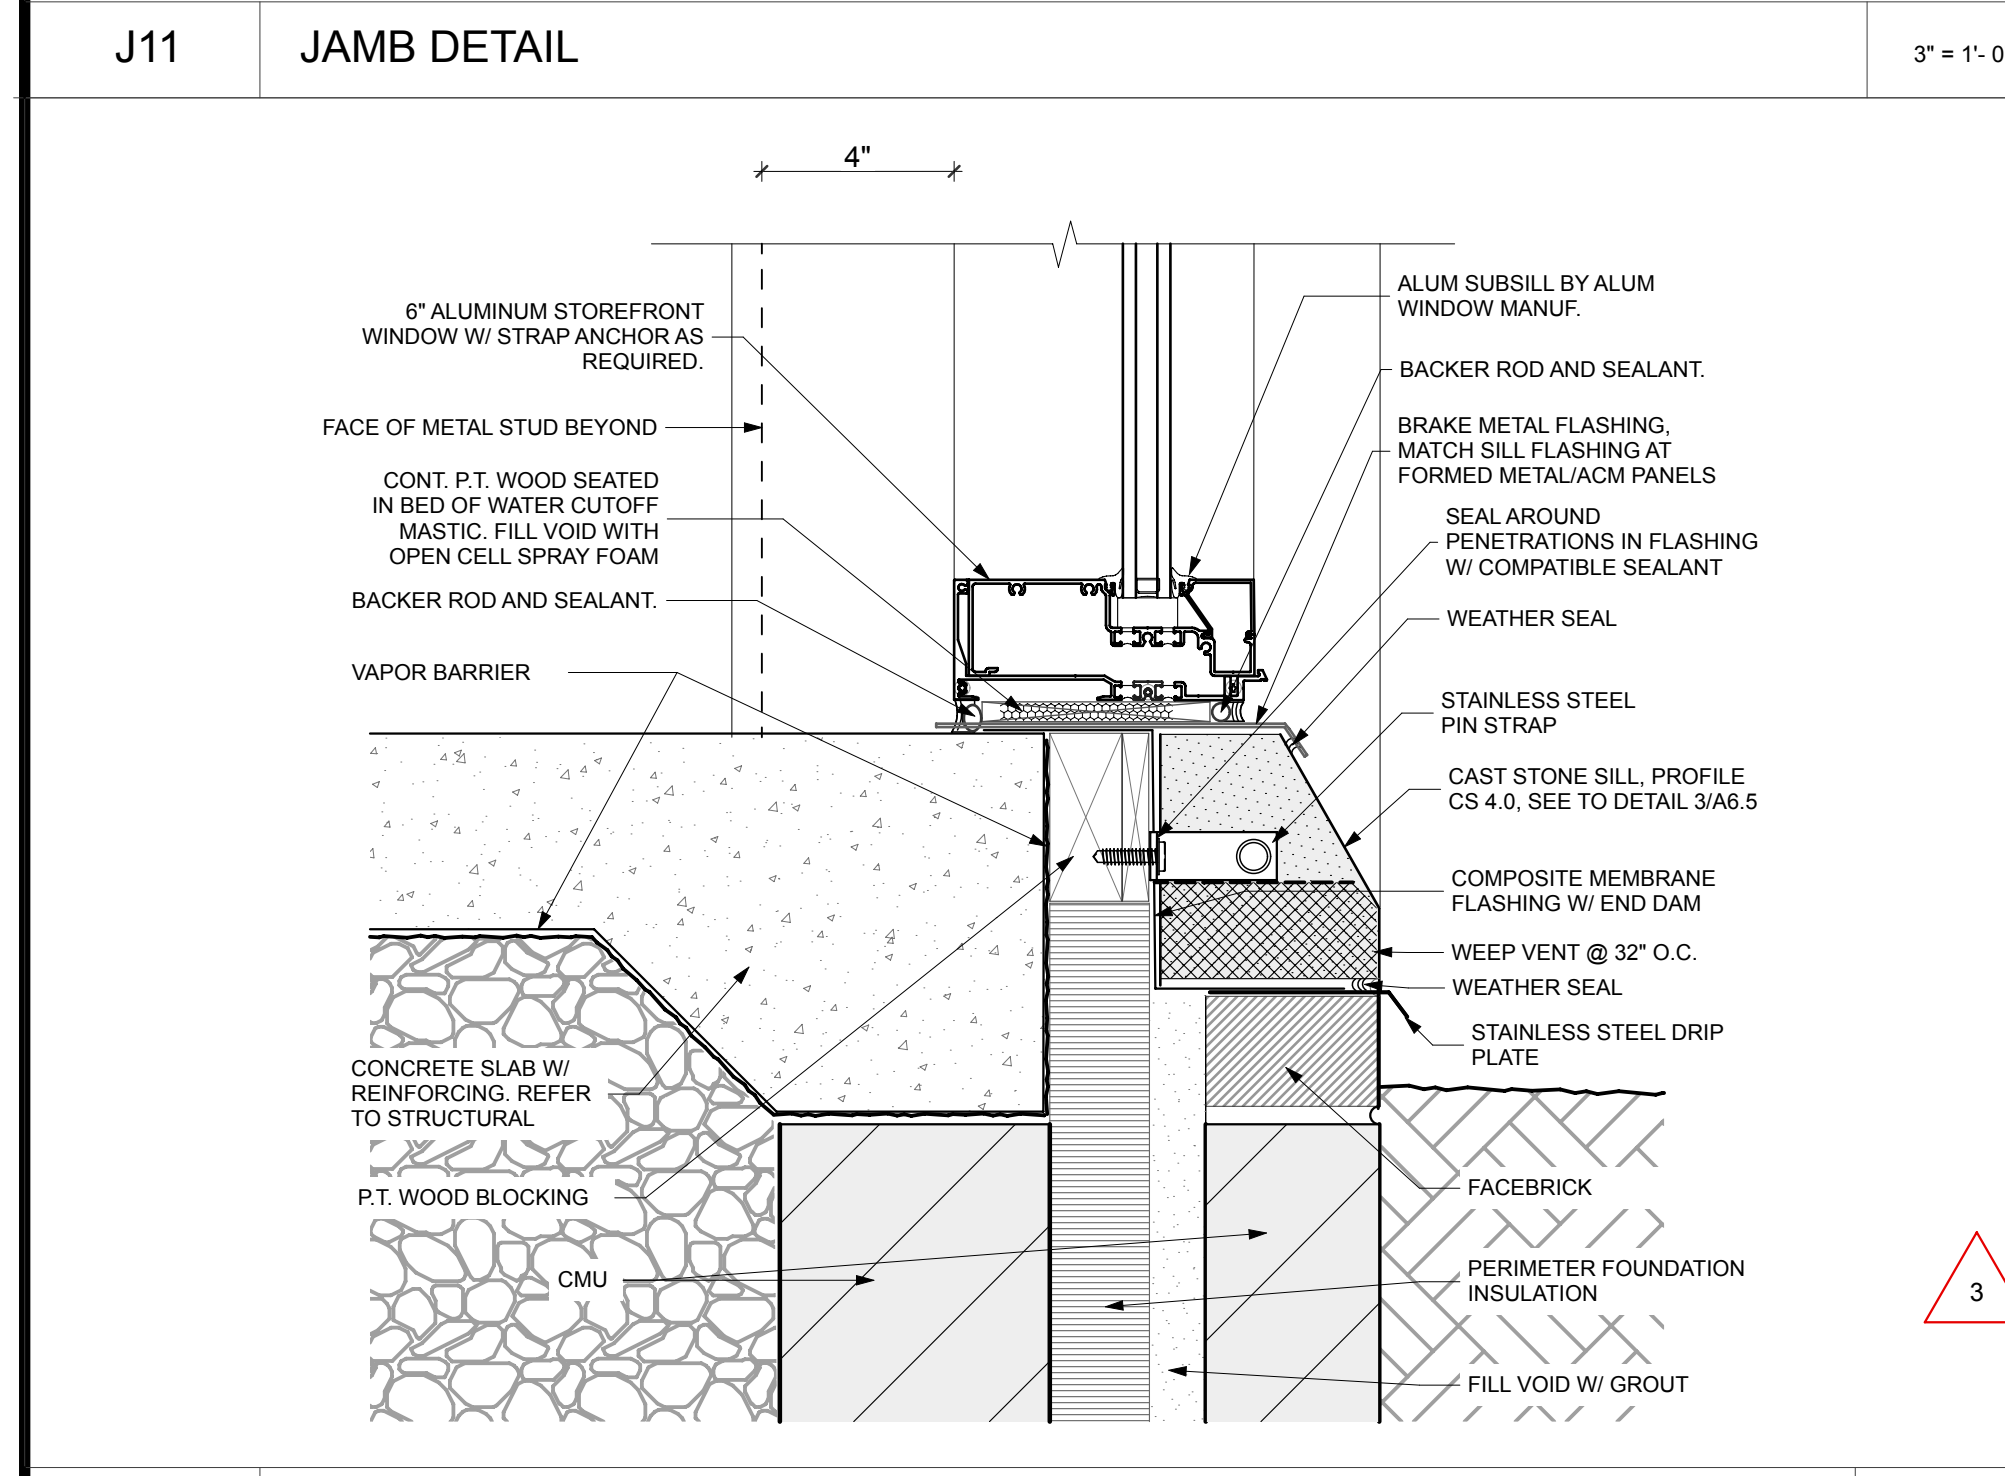 J11
JAMB DETAIL
3" = 1'- 0
4"
6" ALUMINUM STOREFRONT
WINDOW W/ STRAP ANCHOR AS
REQUIRED.
FACE OF METAL STUD BEYOND
CONT. P.T. WOOD SEATED
IN BED OF WATER CUTOFF
MASTIC. FILL VOID WITH
OPEN CELL SPRAY FOAM
BACKER ROD AND SEALANT.
VAPOR BARRIER
CONCRETE SLAB W/
REINFORCING. REFER
TO STRUCTURAL
P.T. WOOD BLOCKING
CMU
ALUM SUBSILL BY ALUM
WINDOW MANUF.
BACKER ROD AND SEALANT.
BRAKE METAL FLASHING,
MATCH SILL FLASHING AT
FORMED METAL/ACM PANELS
SEAL AROUND
PENETRATIONS IN FLASHING
W/ COMPATIBLE SEALANT
WEATHER SEAL
STAINLESS STEEL
PIN STRAP
CAST STONE SILL, PROFILE
CS 4.0, SEE TO DETAIL 3/A6.5
COMPOSITE MEMBRANE
FLASHING W/ END DAM
WEEP VENT @ 32" O.C.
WEATHER SEAL
STAINLESS STEEL DRIP
PLATE
FACEBRICK
PERIMETER FOUNDATION
INSULATION
FILL VOID W/ GROUT
3